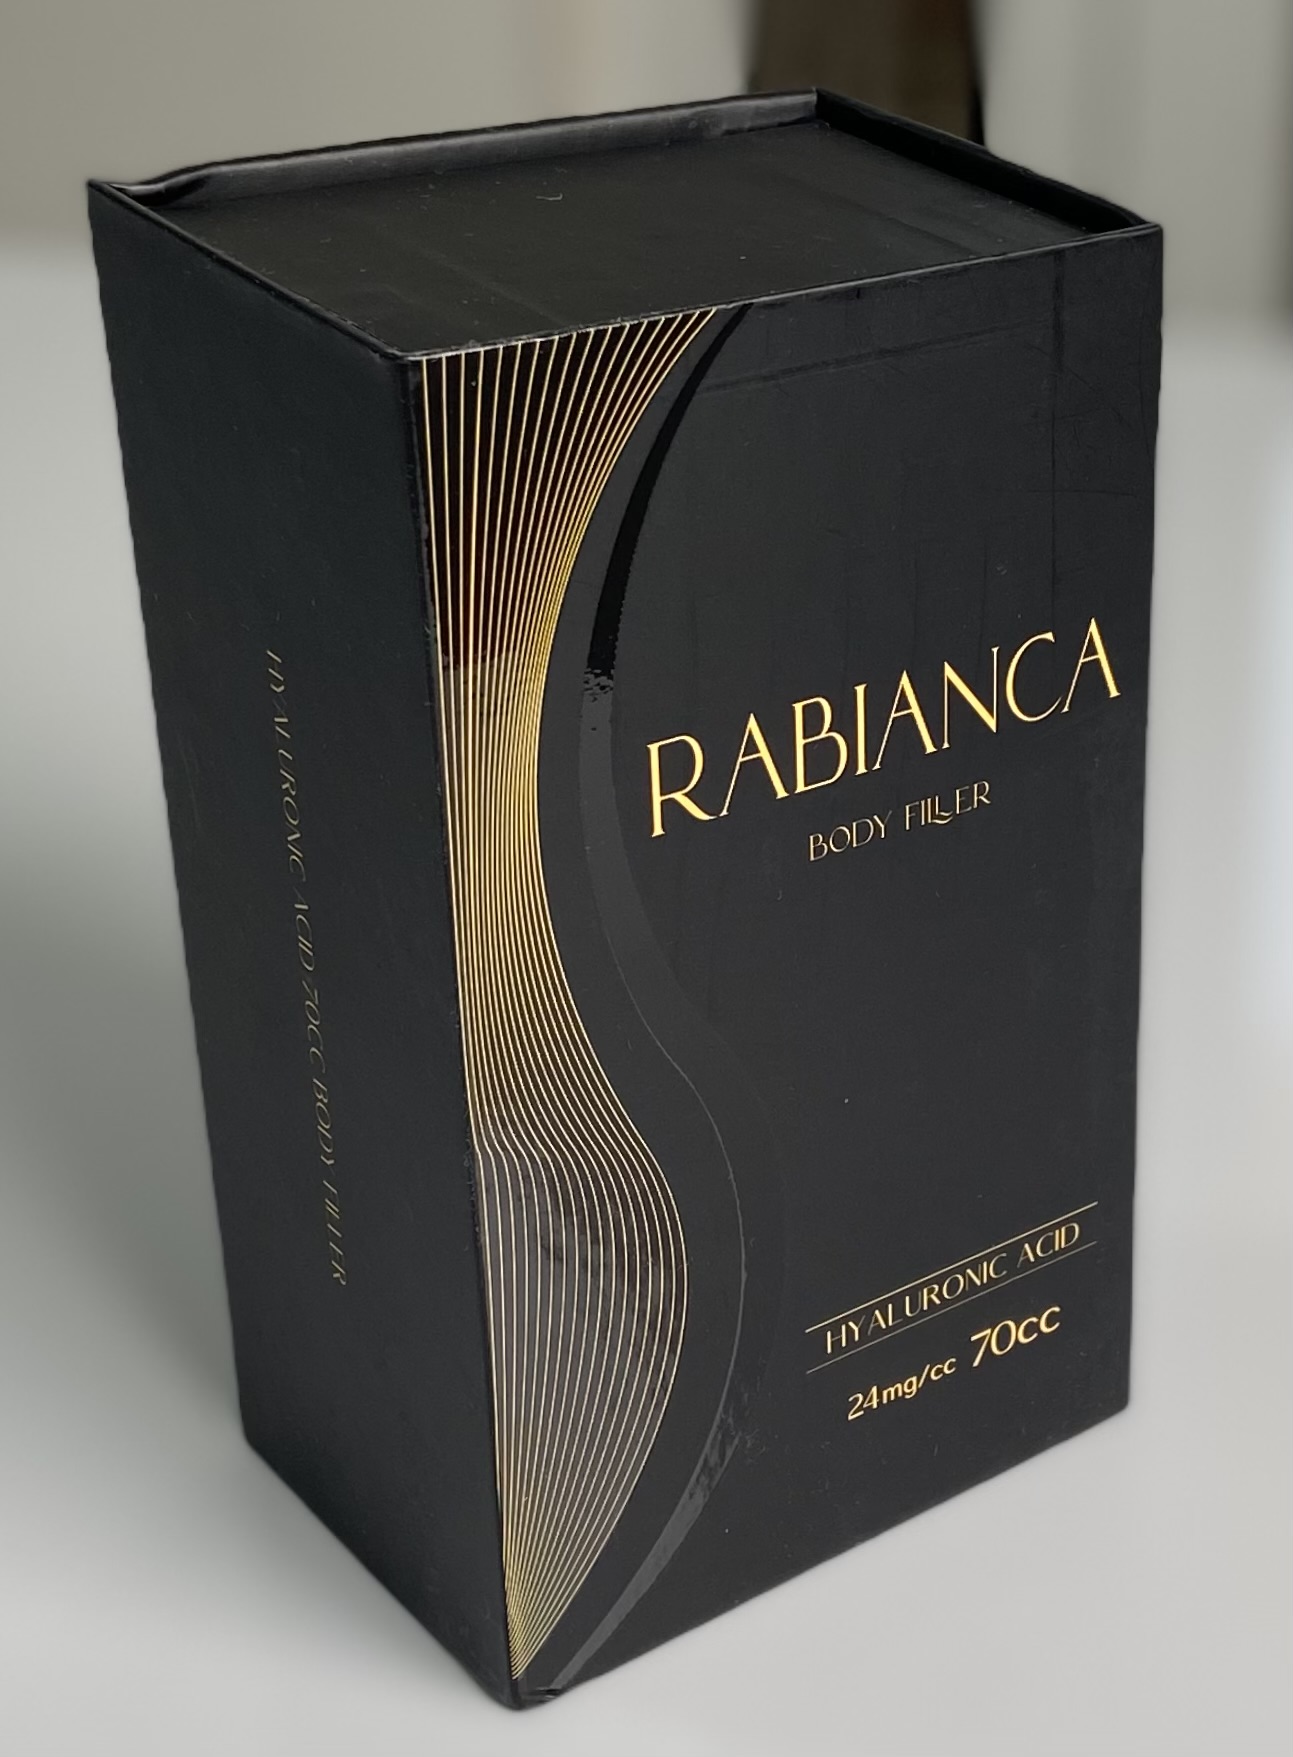 RABIANCA
BODY FILLER
HYALURONIC ACID
24mg/cc 70cc
HYALURONIC ACID 70CC BODY FILLER